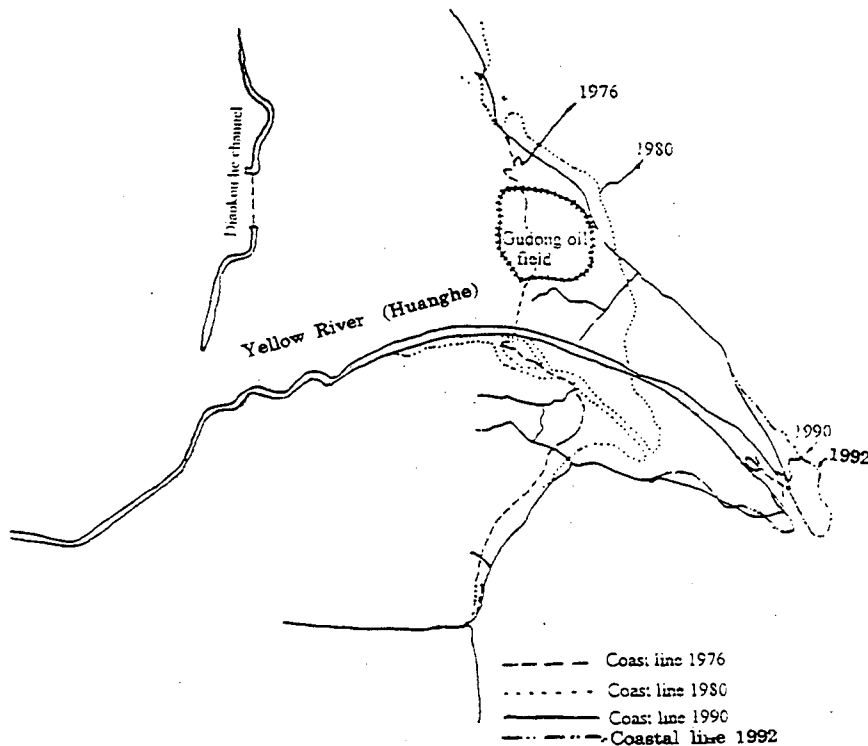 1976
1980
Diaokou he channel
Gudong oil
field
Yellow River (Huanghe)
1990
1992
Coast line 1976
Coast line 1980
Coast line 1990
Coastal line 1992